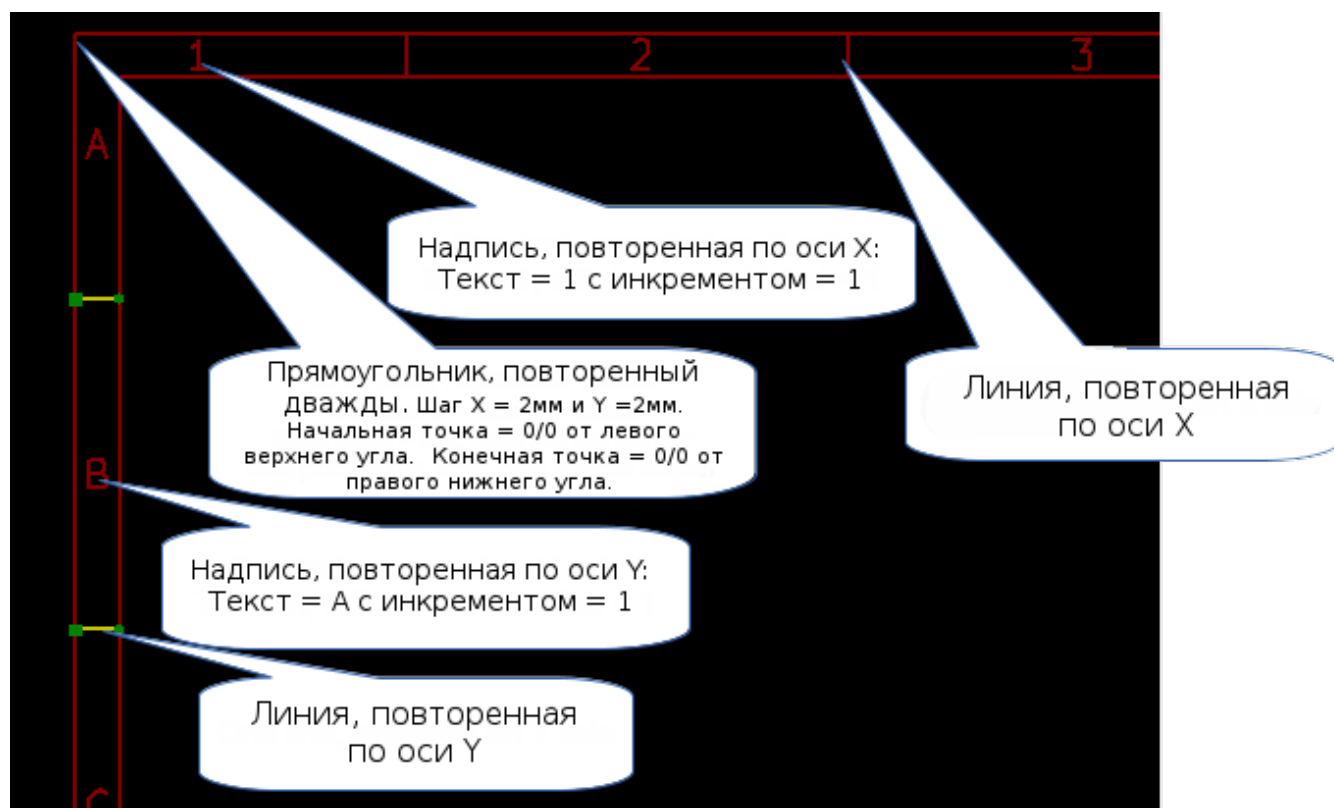 1 2 3
A
Надпись, повторенная по оси X:
Текст = 1 с инкрементом = 1
Прямоугольник, повторенный
дважды. Шаг X = 2мм и Y =2мм.
Начальная точка = 0/0 от левого
верхнего угла. Конечная точка = 0/0 от
правого нижнего угла.
Линия, повторенная
по оси X
B
Надпись, повторенная по оси Y:
Текст = A с инкрементом = 1
Линия, повторенная
по оси Y
C